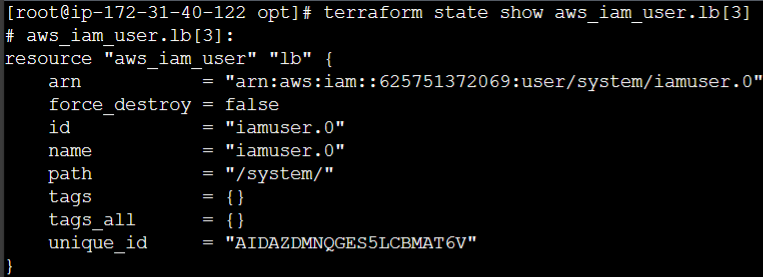 [root@ip-172-31-40-122 opt]# terraform state show aws_iam_user.lb[3]
# aws_iam_user.lb[3]:
resource "aws_iam_user" "lb" {
    arn           = "arn:aws:iam::625751372069:user/system/iamuser.0"
    force_destroy = false
    id            = "iamuser.0"
    name          = "iamuser.0"
    path          = "/system/"
    tags          = {}
    tags_all      = {}
    unique_id     = "AIDAZDMNQGES5LCBMAT6V"
}